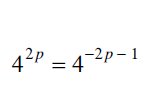 4^{2p} = 4^{-2p-1}